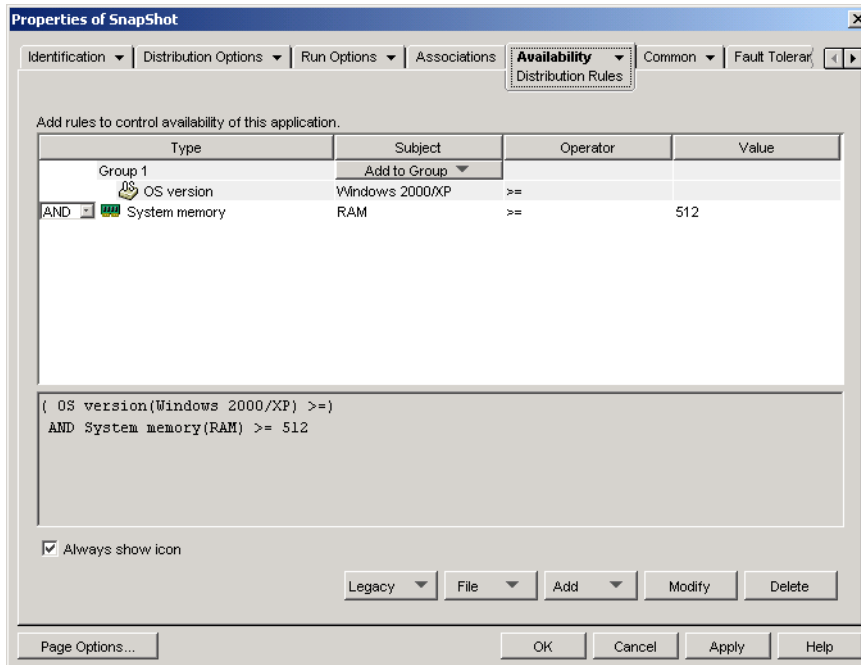 Properties of SnapShot
Identification Distribution Options Run Options Associations Availability Common Fault Toleran
Distribution Rules
Add rules to control availability of this application.
Type Subject Operator Value
Group 1 Add to Group
OS version Windows 2000/XP >=
AND System memory RAM >= 512
( OS version(Windows 2000/XP) >=)
AND System memory(RAM) >= 512
Always show icon
Legacy File Add Modify Delete
Page Options... OK Cancel Apply Help